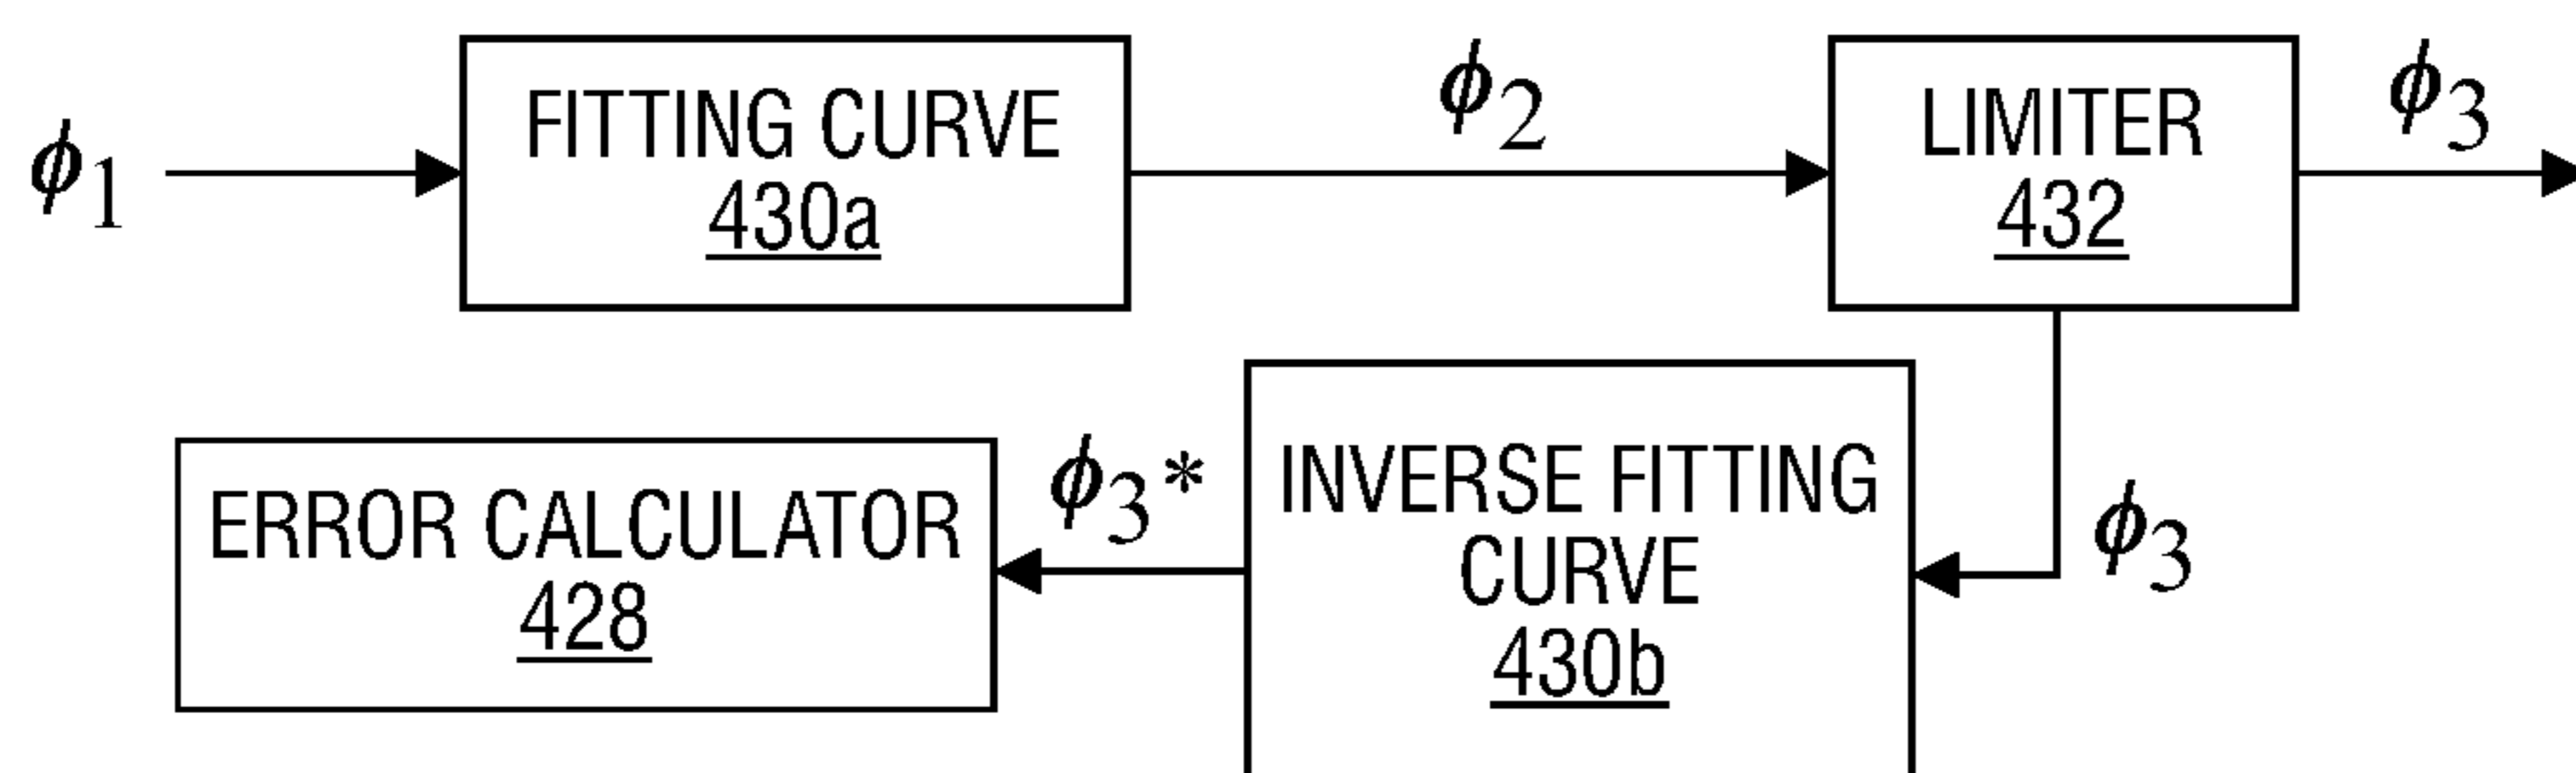 ϕ1
FITTING CURVE
430a
ϕ2
LIMITER
432
ϕ3
ERROR CALCULATOR
428
ϕ3*
INVERSE FITTING
CURVE
430b
ϕ3